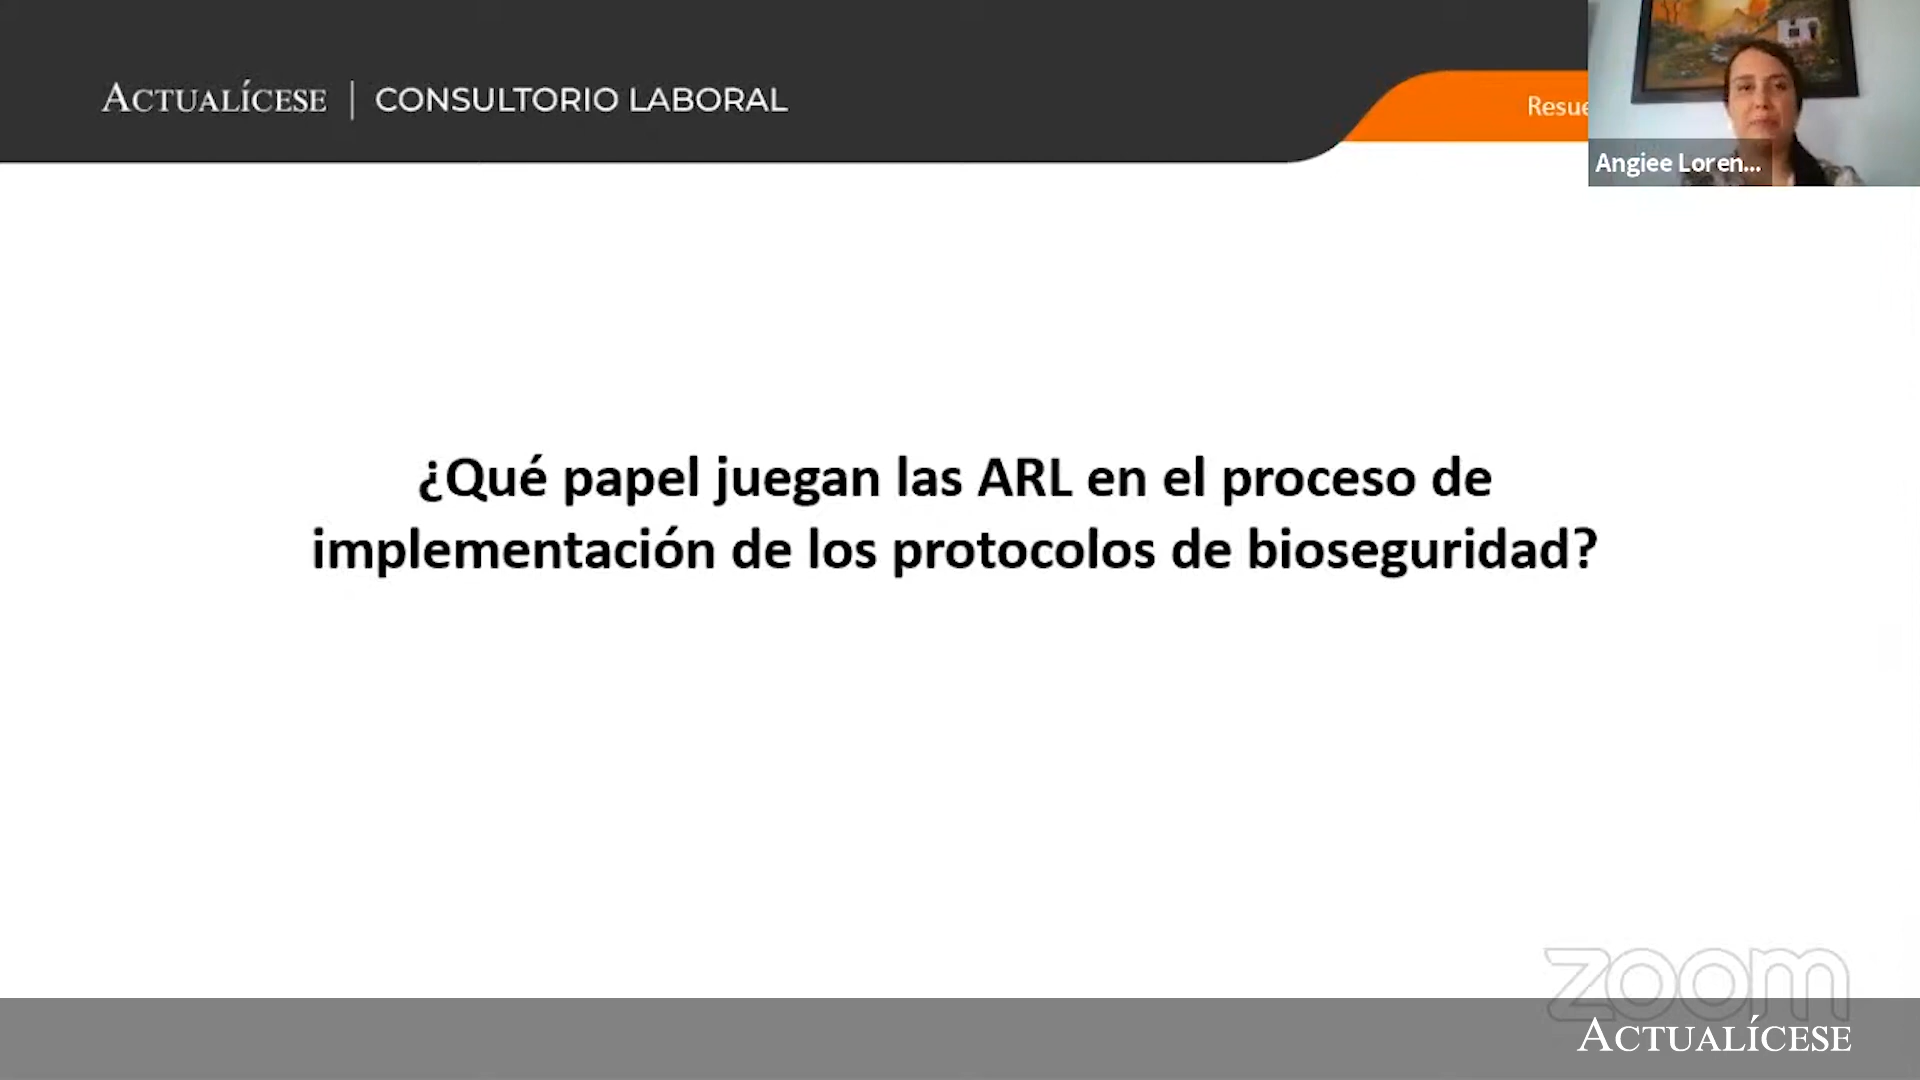 ACTUALÍCESE | CONSULTORIO LABORAL
Resue
Angiee Loren...
¿Qué papel juegan las ARL en el proceso de
implementación de los protocolos de bioseguridad?
zoom
ACTUALÍCESE